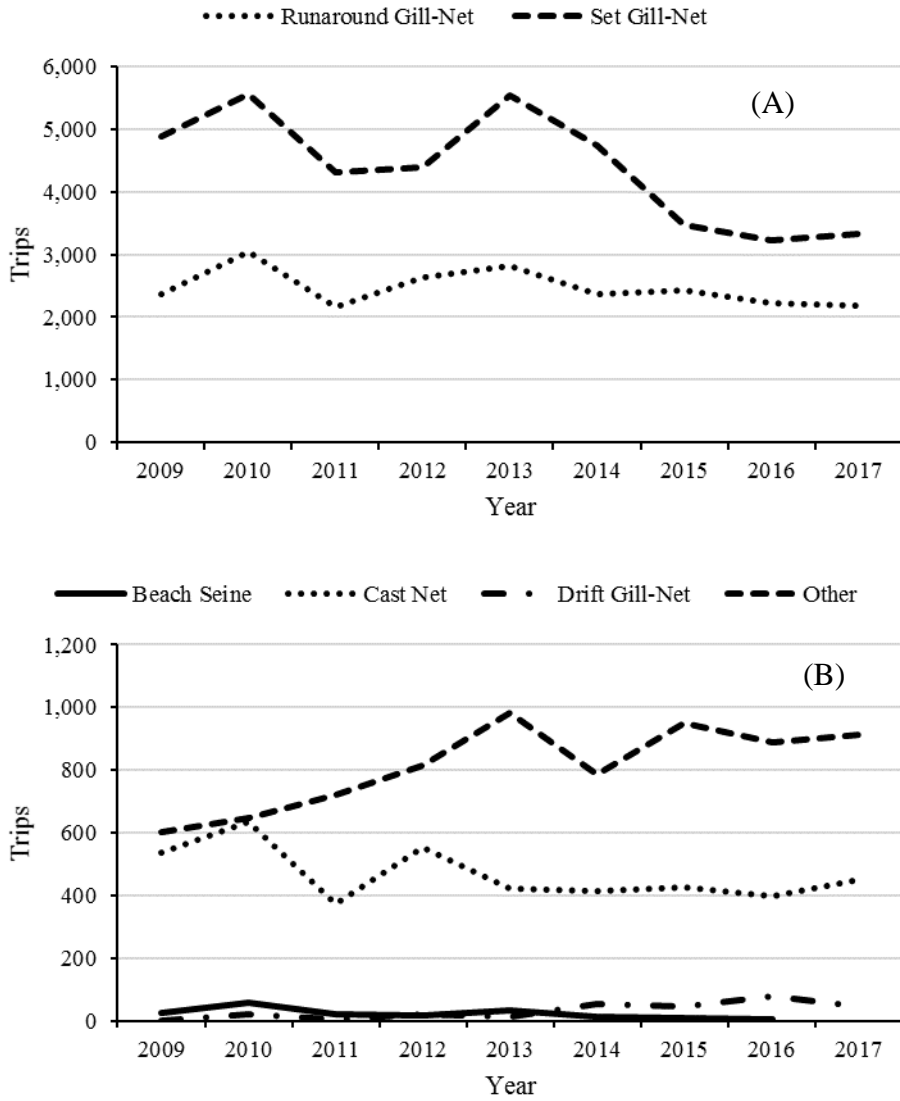 Runaround Gill-Net Set Gill-Net
6,000
(A)
5,000
4,000
3,000
2,000
1,000
0
Trips
2009 2010 2011 2012 2013 2014 2015 2016 2017
Year
Beach Seine Cast Net Drift Gill-Net Other
1,200
(B)
1,000
800
600
400
200
0
Trips
2009 2010 2011 2012 2013 2014 2015 2016 2017
Year